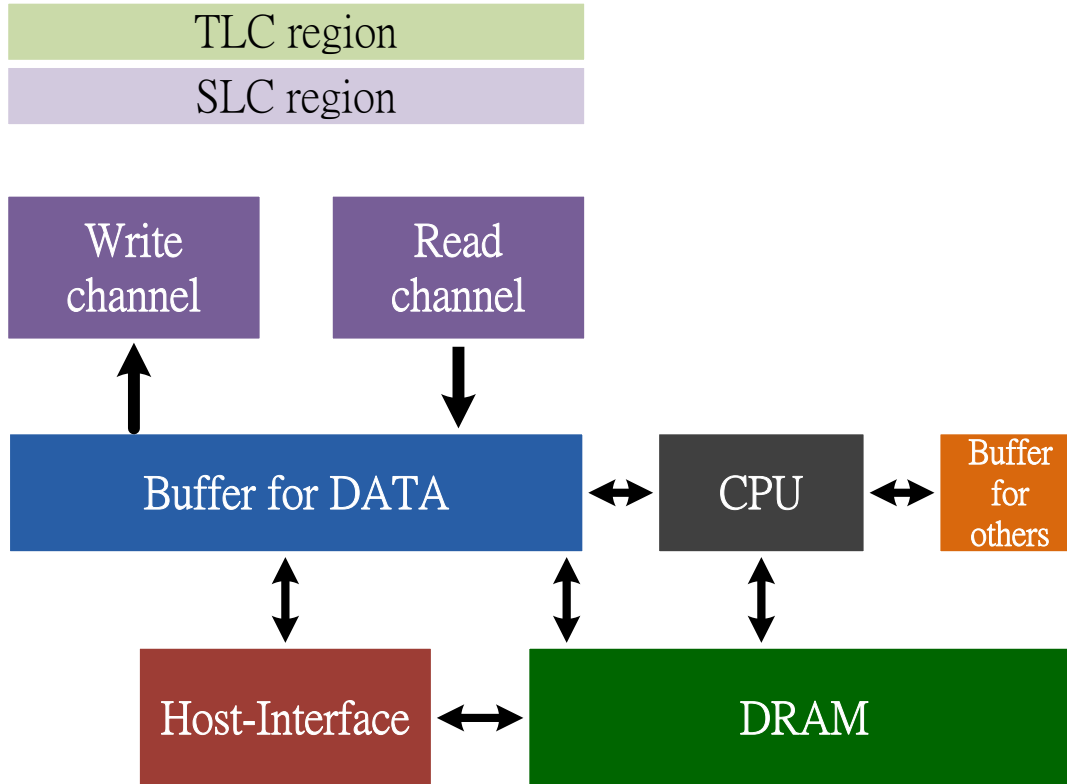 TLC region
SLC region
Write
channel
Read
channel
Buffer for DATA
CPU
Buffer
for
others
Host-Interface
DRAM